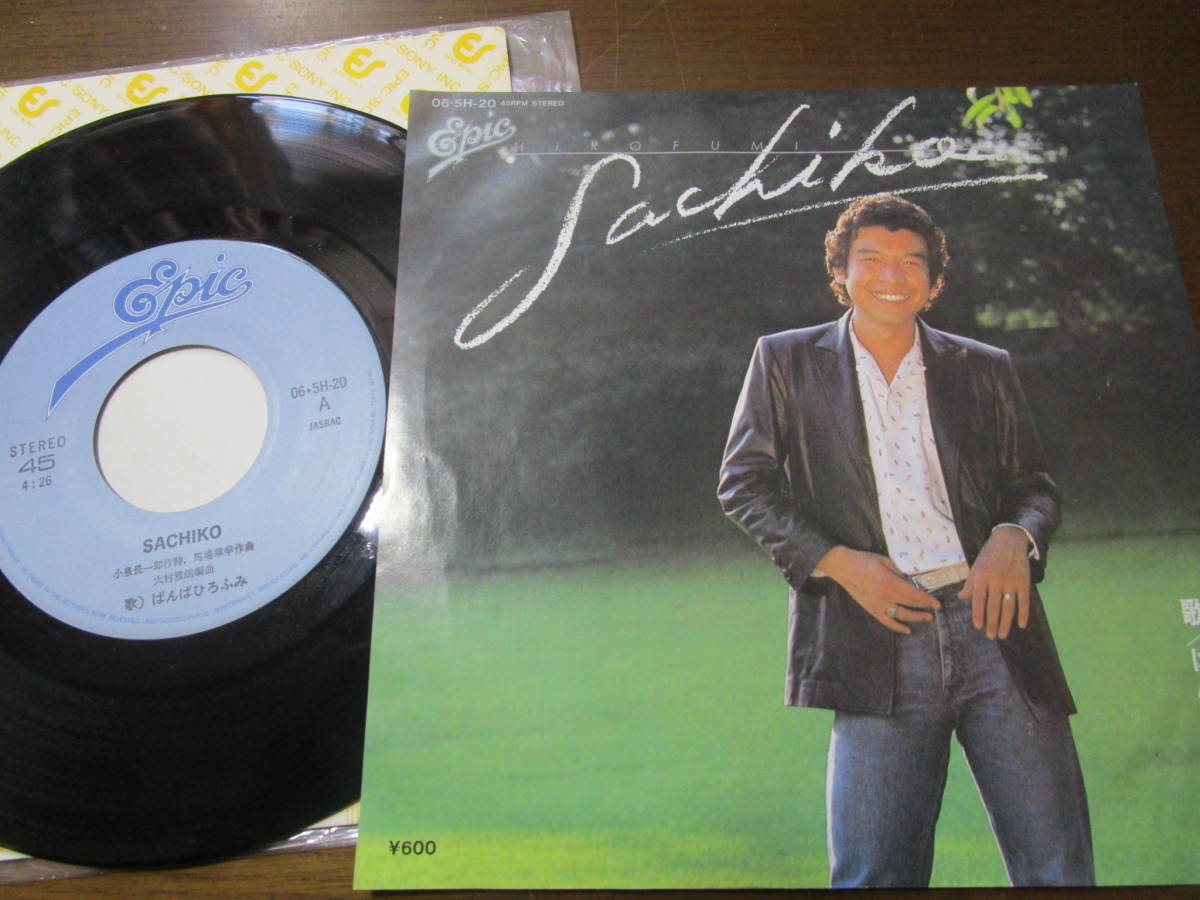 EPIC/SONY INC
Epic
06・5H-20
A
JASRAC
STEREO
45
4:26
SACHIKO
小泉長一郎作詩、馬場章幸作曲
大村雅朗編曲
歌）ばんばひろふみ
06・5H-20 45RPM STEREO
Epic
HIROFUMI
Sachiko
歌
¥600